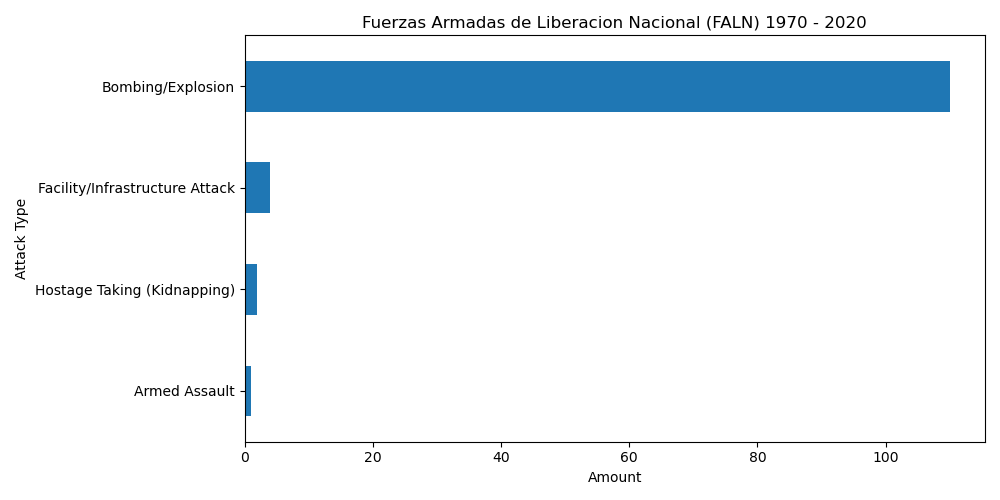 Fuerzas Armadas de Liberacion Nacional (FALN) 1970 - 2020
Bombing/Explosion
Facility/Infrastructure Attack
Hostage Taking (Kidnapping)
Armed Assault
Attack Type
0 20 40 60 80 100
Amount